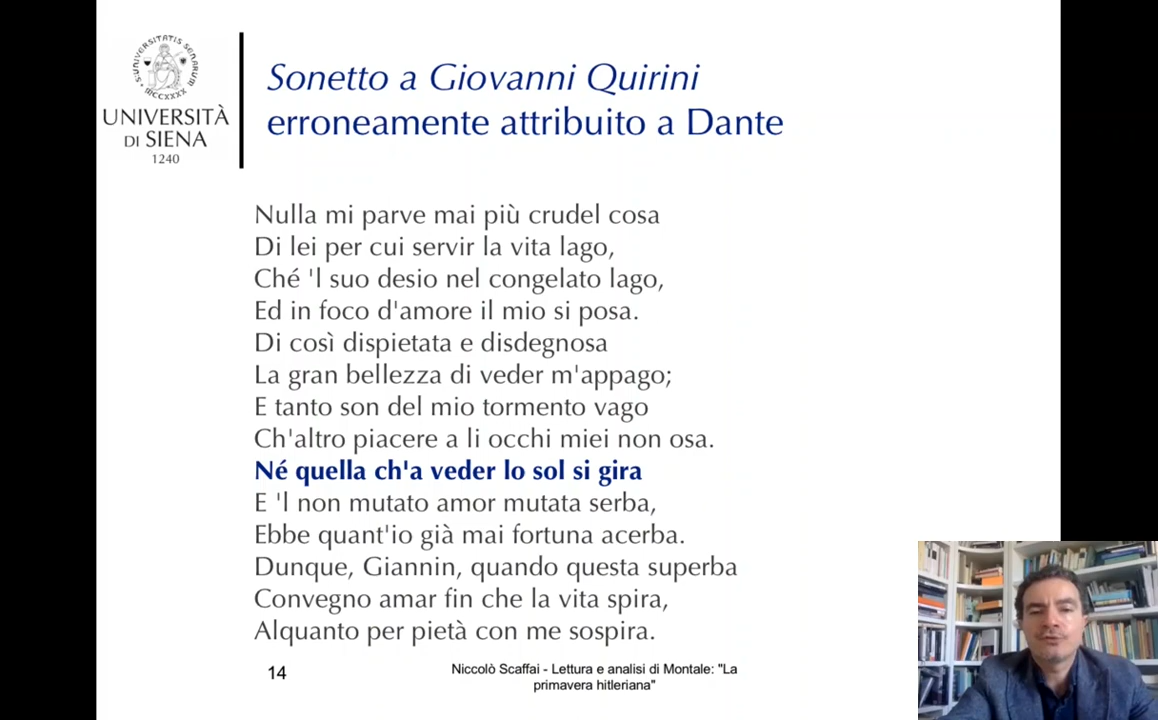 SVNIVERSITATIS SENARUM
MCCXXXX
UNIVERSITÀ
DI SIENA
1240
Sonetto a Giovanni Quirini
erroneamente attribuito a Dante
Nulla mi parve mai più crudel cosa
Di lei per cui servir la vita lago,
Ché 'l suo desio nel congelato lago,
Ed in foco d'amore il mio si posa.
Di così dispietata e disdegnosa
La gran bellezza di veder m'appago;
E tanto son del mio tormento vago
Ch'altro piacere a li occhi miei non osa.
Né quella ch'a veder lo sol si gira
E 'l non mutato amor mutata serba,
Ebbe quant'io già mai fortuna acerba.
Dunque, Giannin, quando questa superba
Convegno amar fin che la vita spira,
Alquanto per pietà con me sospira.
14
Niccolò Scaffai - Lettura e analisi di Montale: "La
primavera hitleriana"